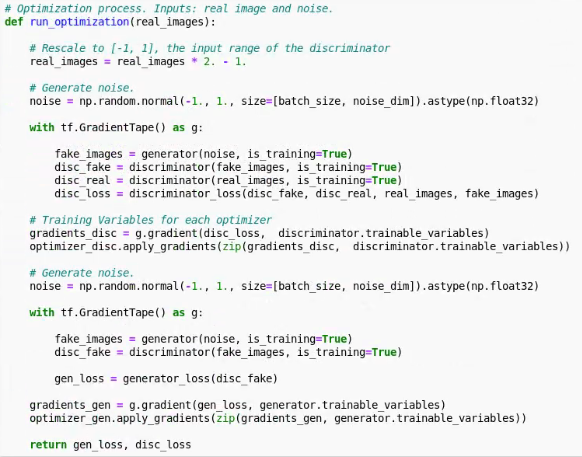 # Optimization process. Inputs: real image and noise.
def run_optimization(real_images):
    # Rescale to [-1, 1], the input range of the discriminator
    real_images = real_images * 2. - 1.
    # Generate noise.
    noise = np.random.normal(-1., 1., size=[batch_size, noise_dim]).astype(np.float32)
    with tf.GradientTape() as g:
        fake_images = generator(noise, is_training=True)
        disc_fake = discriminator(fake_images, is_training=True)
        disc_real = discriminator(real_images, is_training=True)
        disc_loss = discriminator_loss(disc_fake, disc_real, real_images, fake_images)
    # Training Variables for each optimizer
    gradients_disc = g.gradient(disc_loss,  discriminator.trainable_variables)
    optimizer_disc.apply_gradients(zip(gradients_disc,  discriminator.trainable_variables))
    # Generate noise.
    noise = np.random.normal(-1., 1., size=[batch_size, noise_dim]).astype(np.float32)
    with tf.GradientTape() as g:
        fake_images = generator(noise, is_training=True)
        disc_fake = discriminator(fake_images, is_training=True)
        gen_loss = generator_loss(disc_fake)
    gradients_gen = g.gradient(gen_loss, generator.trainable_variables)
    optimizer_gen.apply_gradients(zip(gradients_gen, generator.trainable_variables))
    return gen_loss, disc_loss